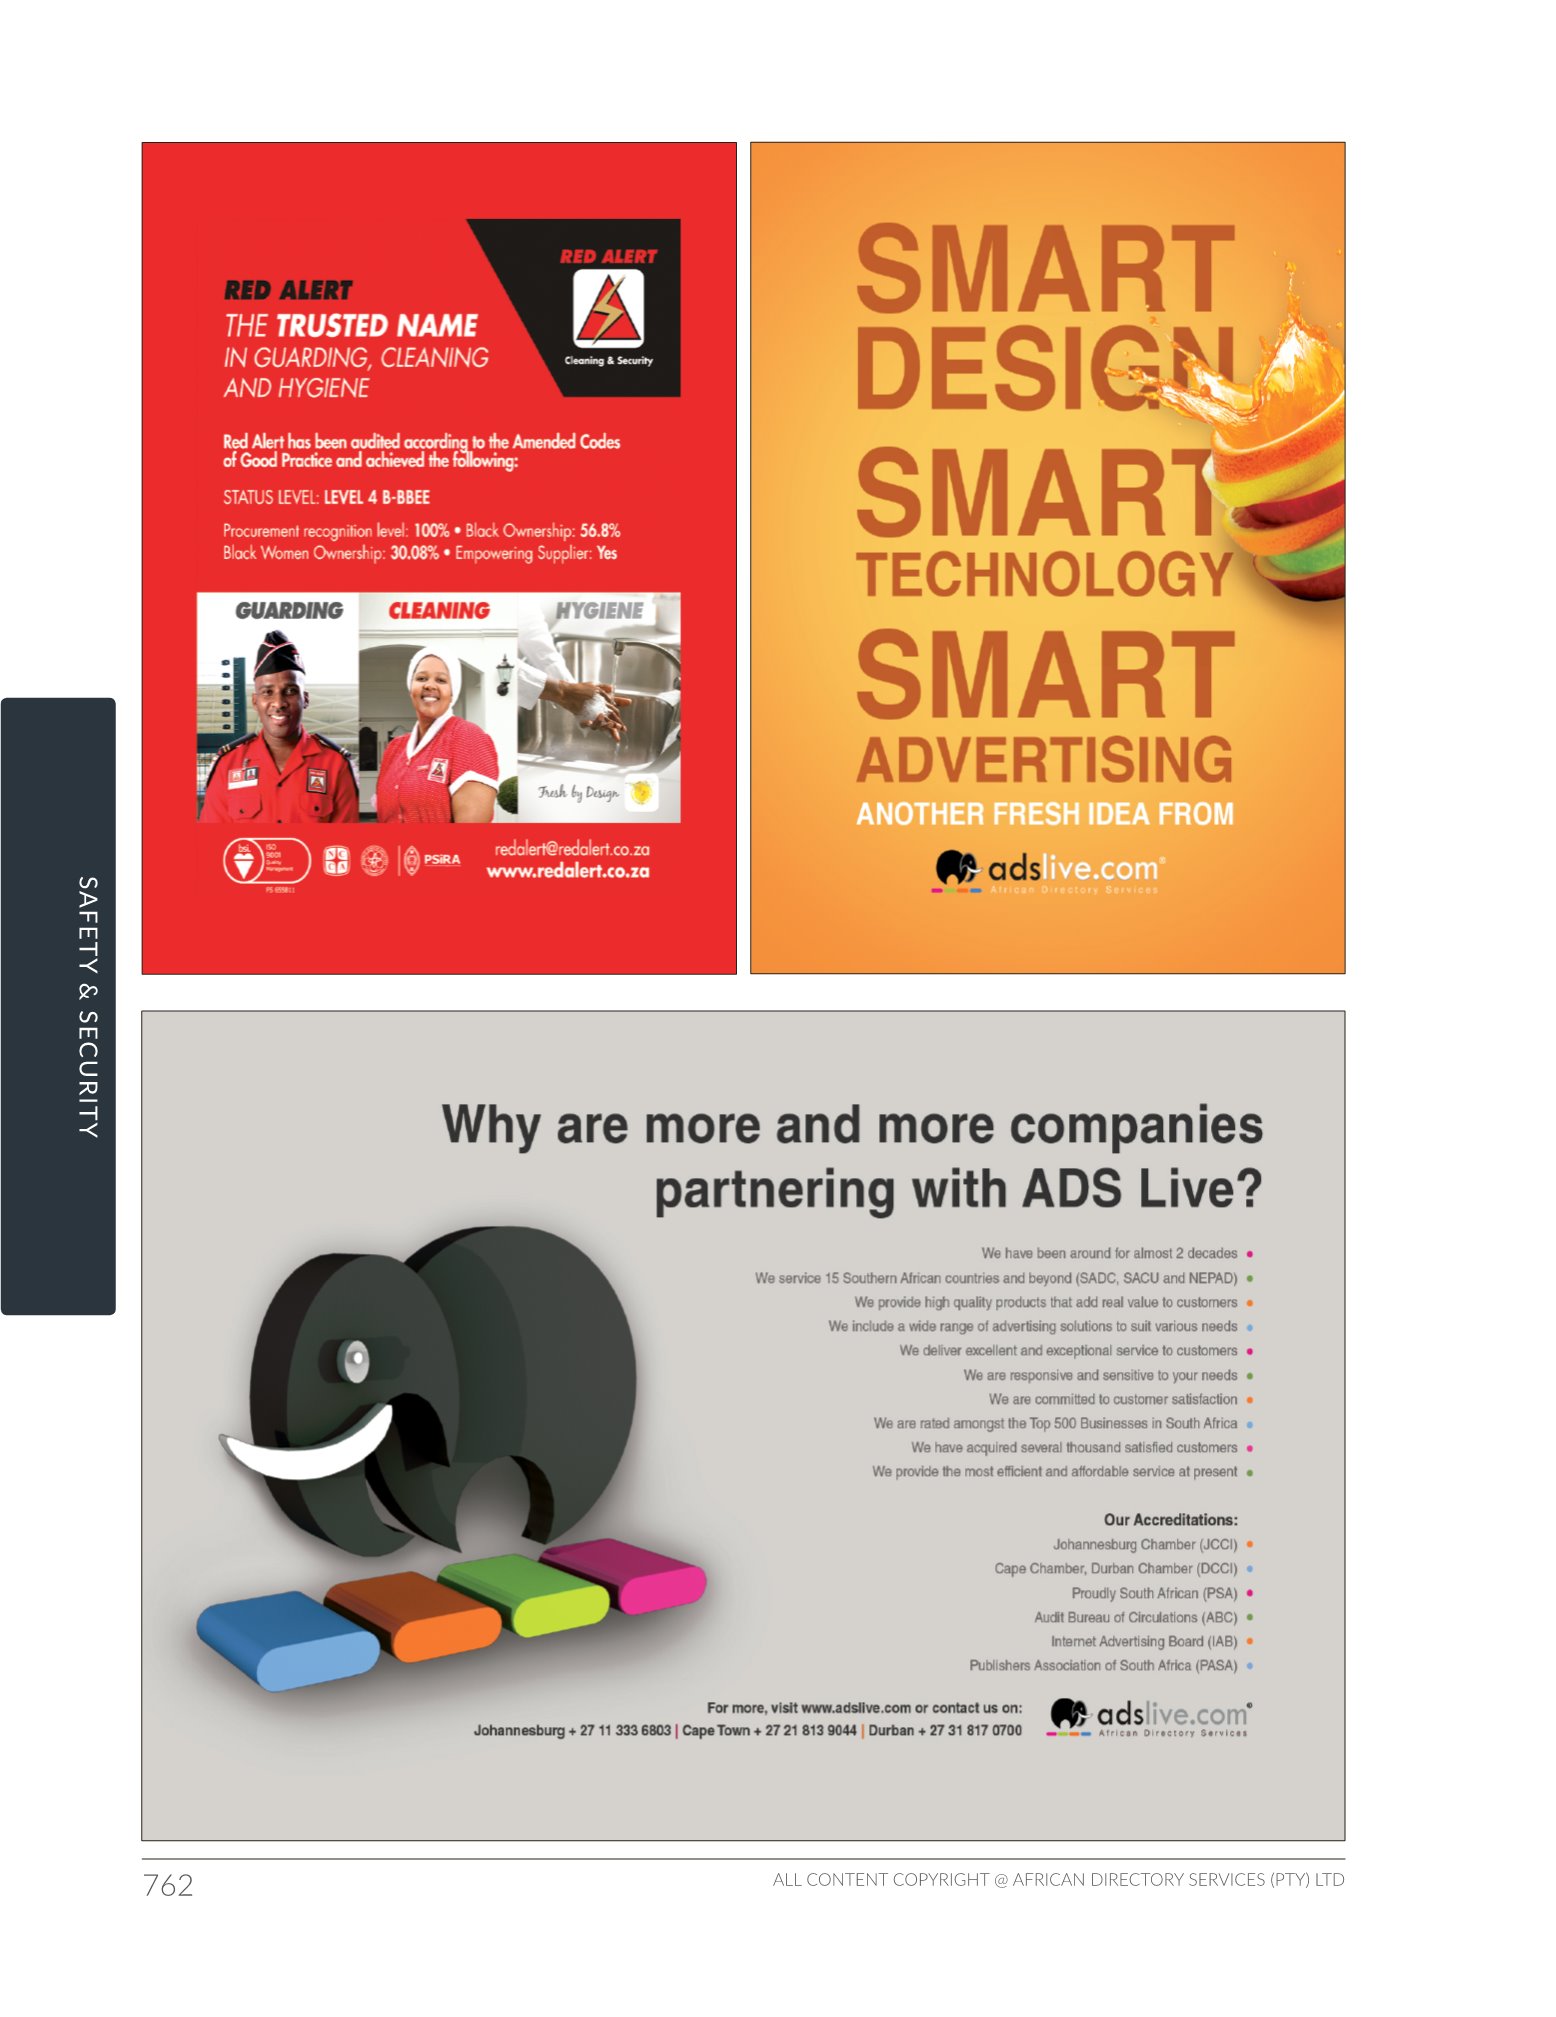 RED ALERT
THE TRUSTED NAME
IN GUARDING, CLEANING
AND HYGIENE
RED ALERT
Cleaning & Security
Red Alert has been audited according to the Amended Codes
of Good Practice and achieved the following:
STATUS LEVEL: LEVEL 4 B-BBEE
Procurement recognition level: 100% • Black Ownership: 56.8%
Black Women Ownership: 30.08% • Empowering Supplier: Yes
GUARDING
CLEANING
HYGIENE
Fresh by Design
bsi.
ISO
9001
Quality
Management
FS 655811
NCCA
PSiRA
redalert@redalert.co.za
www.redalert.co.za
SMART
DESIGN
SMART
TECHNOLOGY
SMART
ADVERTISING
ANOTHER FRESH IDEA FROM
adslive.com®
African Directory Services
SAFETY & SECURITY
Why are more and more companies
partnering with ADS Live?
We have been around for almost 2 decades •
We service 15 Southern African countries and beyond (SADC, SACU and NEPAD) •
We provide high quality products that add real value to customers •
We include a wide range of advertising solutions to suit various needs •
We deliver excellent and exceptional service to customers •
We are responsive and sensitive to your needs •
We are committed to customer satisfaction •
We are rated amongst the Top 500 Businesses in South Africa •
We have acquired several thousand satisfied customers •
We provide the most efficient and affordable service at present •
Our Accreditations:
Johannesburg Chamber (JCCI) •
Cape Chamber, Durban Chamber (DCCI) •
Proudly South African (PSA) •
Audit Bureau of Circulations (ABC) •
Internet Advertising Board (IAB) •
Publishers Association of South Africa (PASA) •
For more, visit www.adslive.com or contact us on:
Johannesburg + 27 11 333 6803 | Cape Town + 27 21 813 9044 | Durban + 27 31 817 0700
adslive.com®
African Directory Services
762
ALL CONTENT COPYRIGHT @ AFRICAN DIRECTORY SERVICES (PTY) LTD